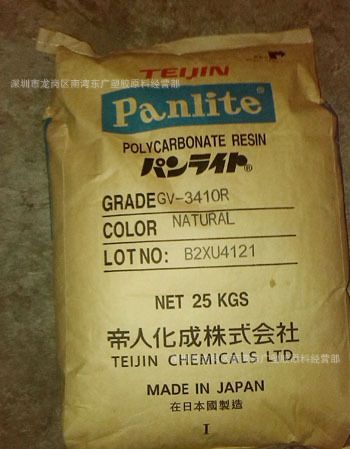 TEIJIN
深圳市龙岗区南湾东广塑胶原料经营部
Panlite®
POLYCARBONATE RESIN
パンライト®
GRADE GV-3410R
COLOR NATURAL
LOT NO: B2XU4121
NET 25 KGS
帝人化成株式会社
TEIJIN CHEMICALS LTD.
MADE IN JAPAN
在日本國製造
I